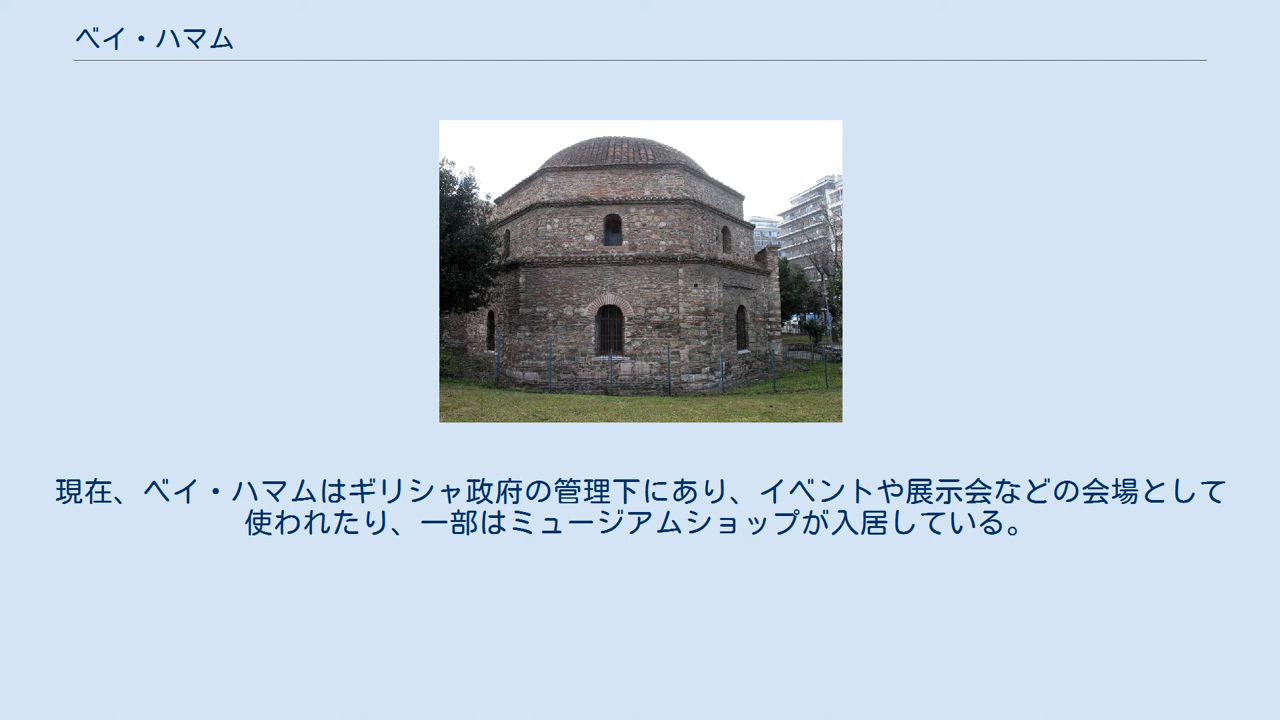 ベイ・ハマム
現在、ベイ・ハマムはギリシャ政府の管理下にあり、イベントや展示会などの会場として
使われたり、一部はミュージアムショップが入居している。